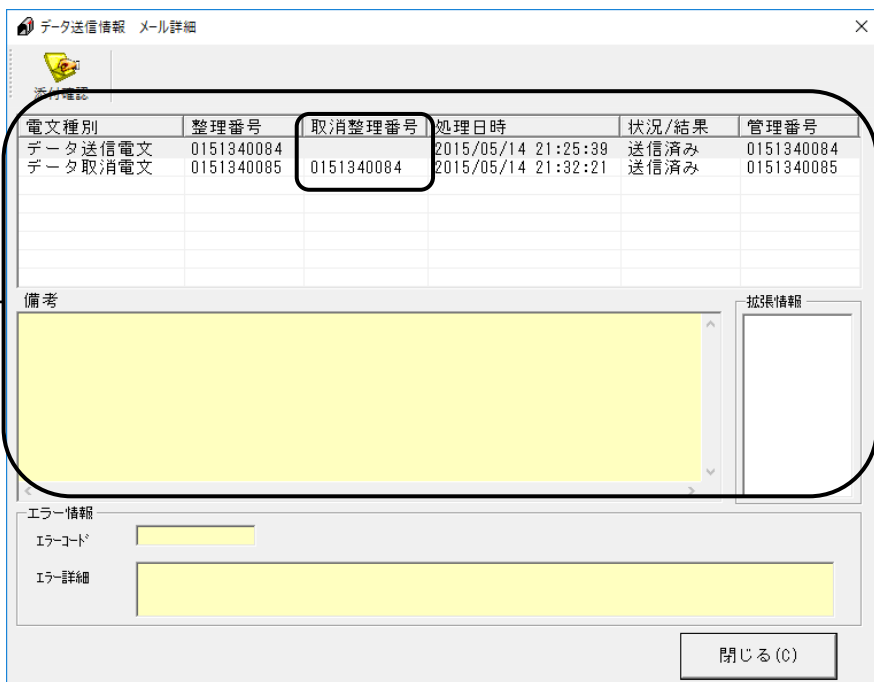 データ送信情報 メール詳細
添付確認
電文種別 整理番号 取消整理番号 処理日時 状況/結果 管理番号
データ送信電文 0151340084 2015/05/14 21:25:39 送信済み 0151340084
データ取消電文 0151340085 0151340084 2015/05/14 21:32:21 送信済み 0151340085
備考 拡張情報
エラー情報
エラーコード
エラー詳細
閉じる(C)